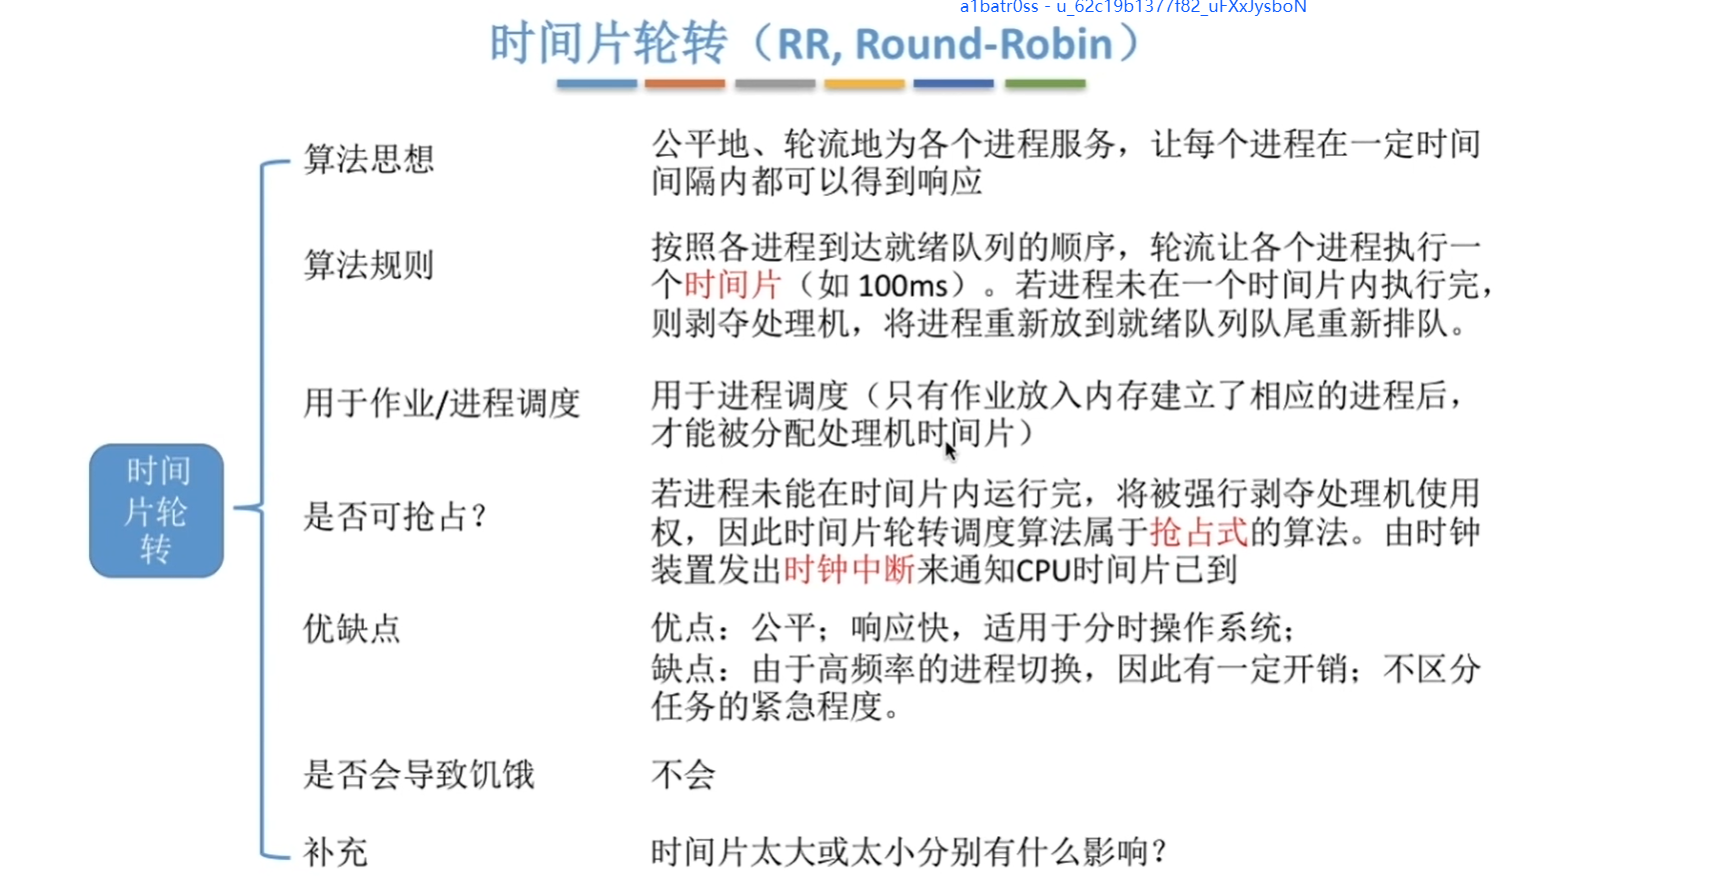 a1batr0ss - u_62c19b1377f82_uFXxJysboN
时间片轮转（RR, Round-Robin）
算法思想
公平地、轮流地为各个进程服务，让每个进程在一定时间
间隔内都可以得到响应
算法规则
按照各进程到达就绪队列的顺序，轮流让各个进程执行一
个时间片（如 100ms）。若进程未在一个时间片内执行完，
则剥夺处理机，将进程重新放到就绪队列队尾重新排队。
用于作业/进程调度
用于进程调度（只有作业放入内存建立了相应的进程后，
才能被分配处理机时间片）
时间
片轮
转
是否可抢占？
若进程未能在时间片内运行完，将被强行剥夺处理机使用
权，因此时间片轮转调度算法属于抢占式的算法。由时钟
装置发出时钟中断来通知CPU时间片已到
优缺点
优点：公平；响应快，适用于分时操作系统；
缺点：由于高频率的进程切换，因此有一定开销；不区分
任务的紧急程度。
是否会导致饥饿
不会
补充
时间片太大或太小分别有什么影响？